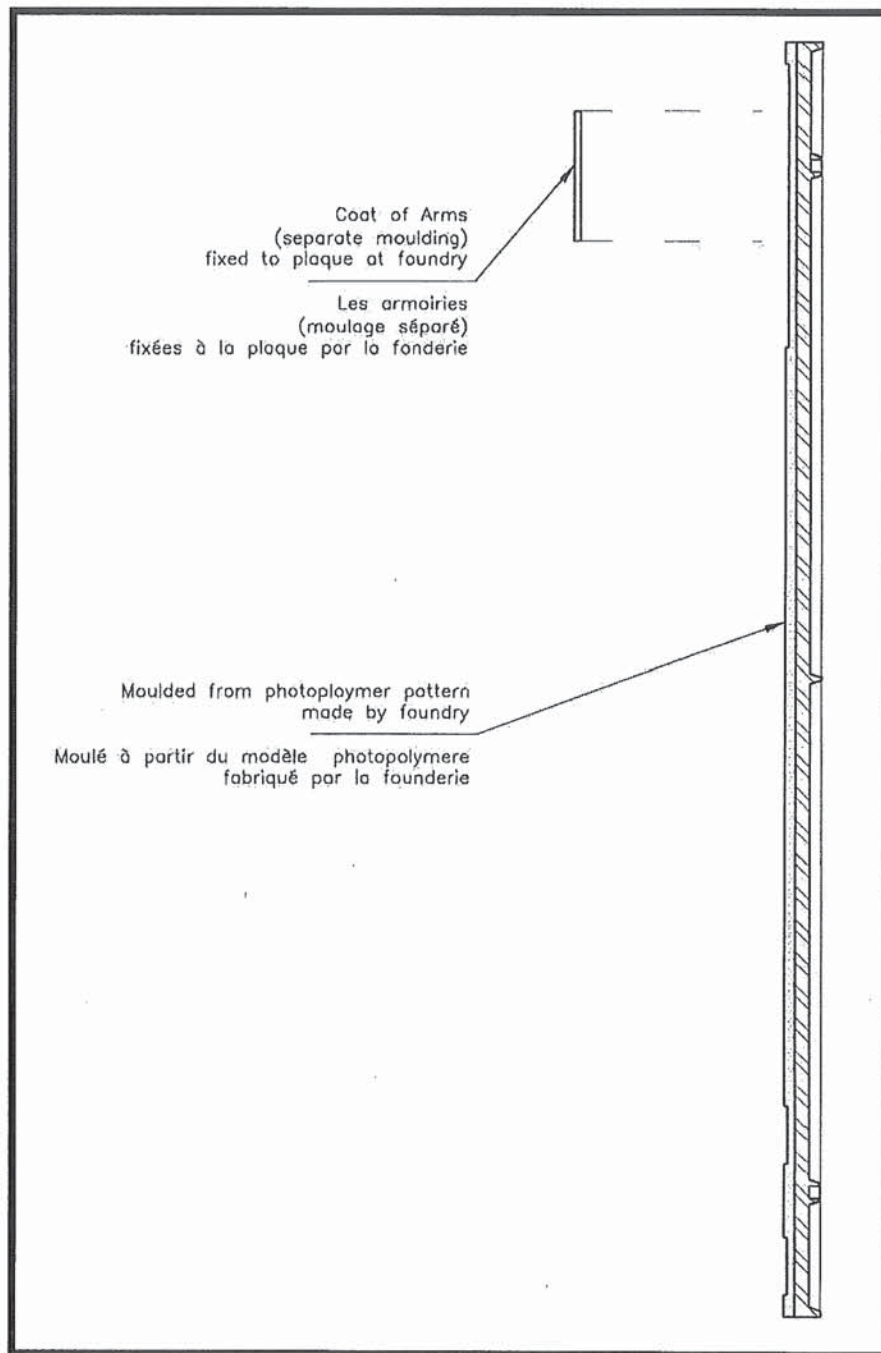 Coat of Arms
(separate moulding)
fixed to plaque at foundry
Les armoiries
(moulage séparé)
fixées à la plaque par la fonderie
Moulded from photoploymer pattern
made by foundry
Moulé à partir du modèle photopolymere
fabriqué par la founderie